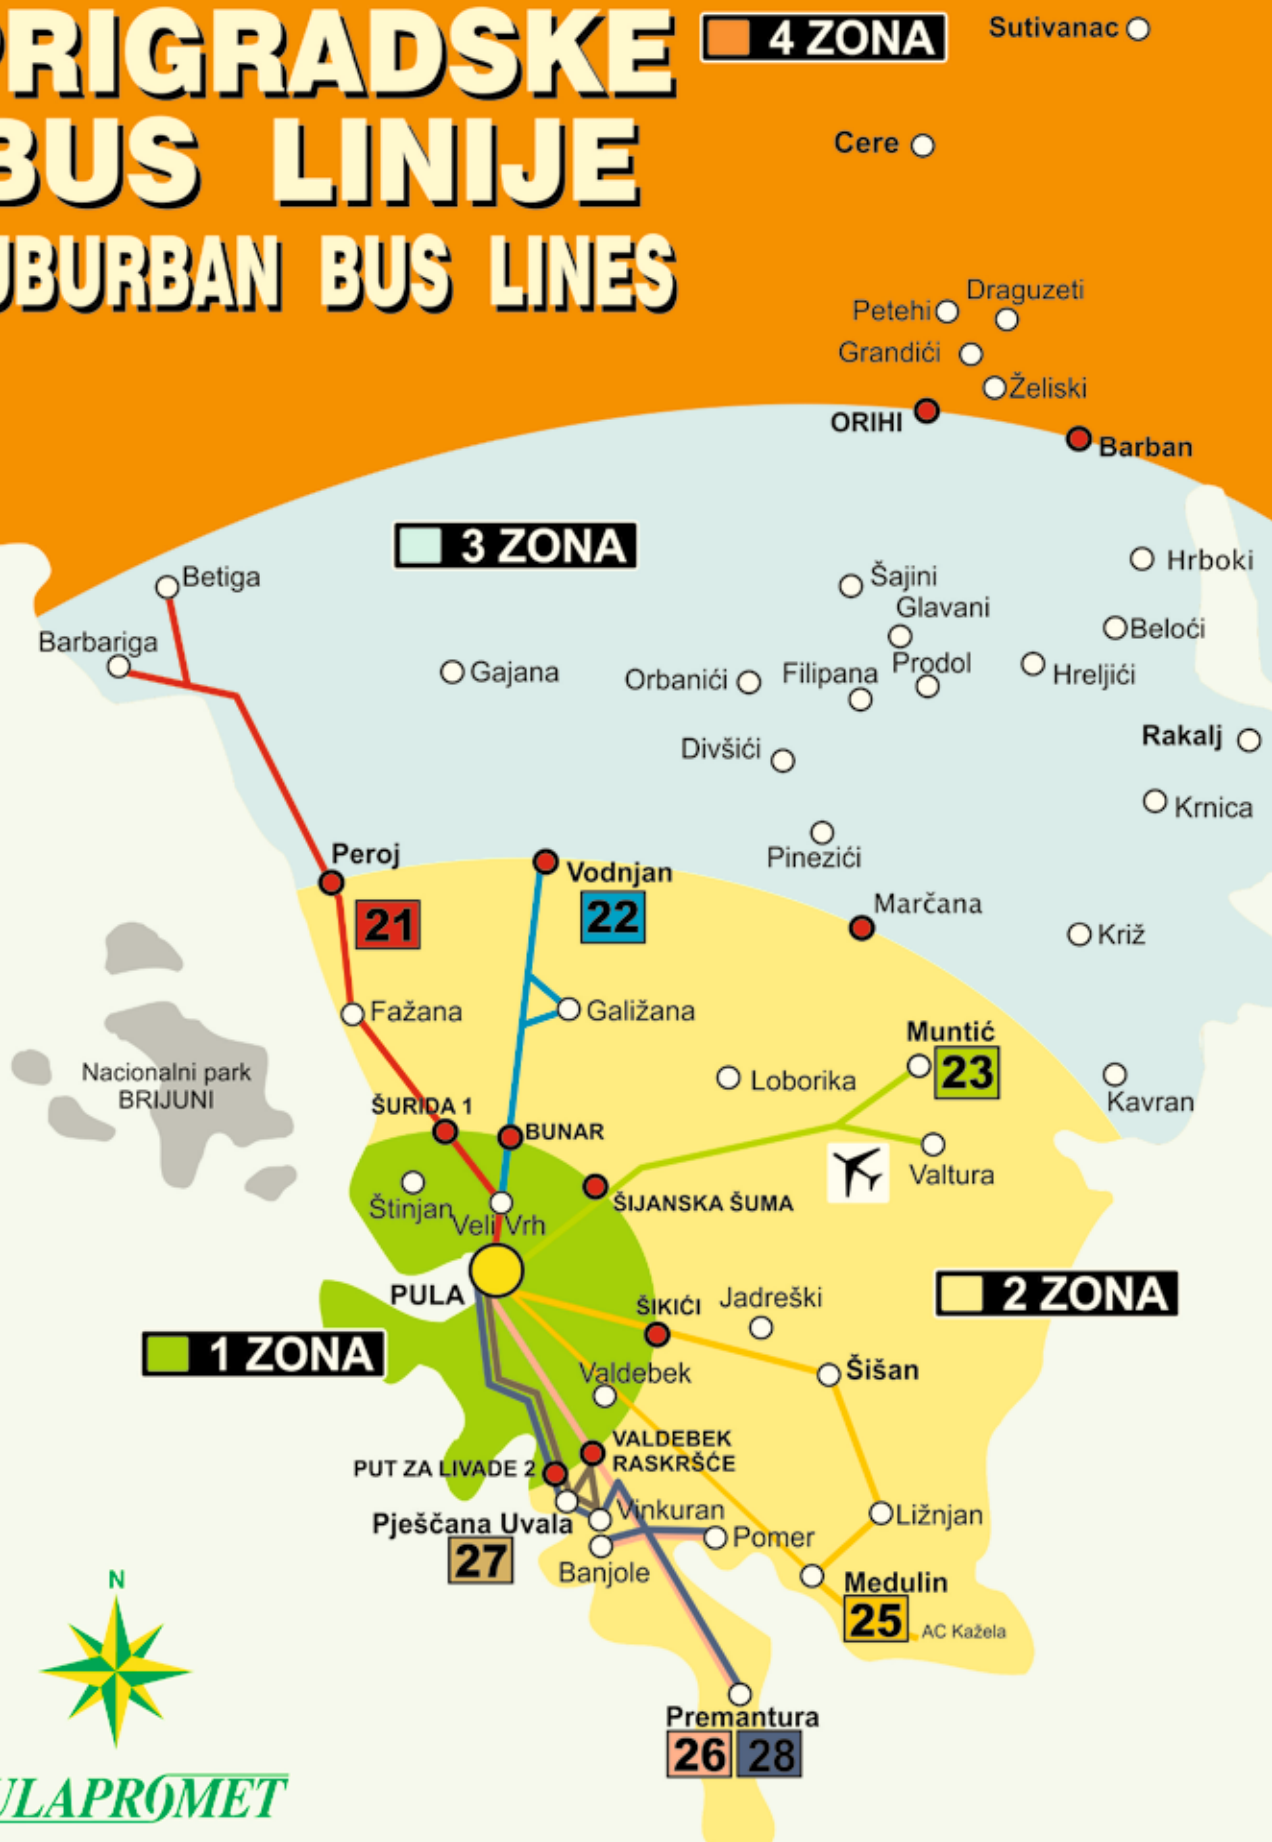 PRIGRADSKE
BUS LINIJE
SUBURBAN BUS LINES
4 ZONA
Sutivanac
Cere
Draguzeti
Petehi
Grandići
Želiski
ORIHI
Barban
3 ZONA
Hrboki
Betiga
Šajini
Glavani
Beloći
Barbariga
Gajana
Orbanići
Filipana
Prodol
Hreljići
Rakalj
Divšići
Krnica
Pinezići
Peroj
Vodnjan
21
22
Marčana
Križ
Fažana
Galižana
Muntić
23
Loborika
Nacionalni park
BRIJUNI
Kavran
ŠURIDA 1
BUNAR
Valtura
Štinjan
Veli Vrh
ŠIJANSKA ŠUMA
PULA
2 ZONA
ŠIKIĆI
Jadreški
1 ZONA
Valdebek
Šišan
VALDEBEK
RASKRŠĆE
PUT ZA LIVADE 2
Vinkuran
Ližnjan
Pješčana Uvala
Pomer
27
Banjole
Medulin
25
AC Kažela
N
Premantura
26
28
ULAPROMET